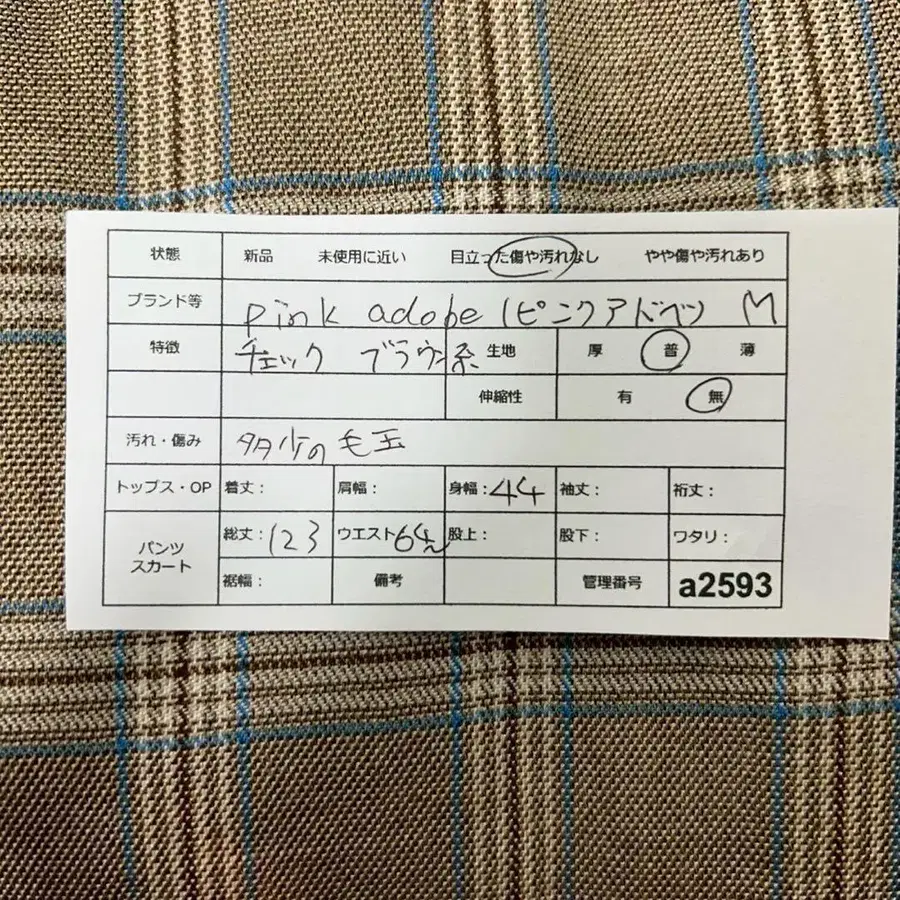 状態 新品 未使用に近い 目立った傷や汚れなし やや傷や汚れあり
ブランド等 pink adobe (ピンクアドベ) M
特徴 チェック ブラウン系 生地 厚 普 薄
伸縮性 有 無
汚れ・傷み 多少の毛玉
トップス・OP 着丈: 肩幅: 身幅:44 袖丈: 裄丈:
パンツ スカート 総丈:123 ウエスト64~ 股上: 股下: ワタリ:
裾幅: 備考 管理番号 a2593